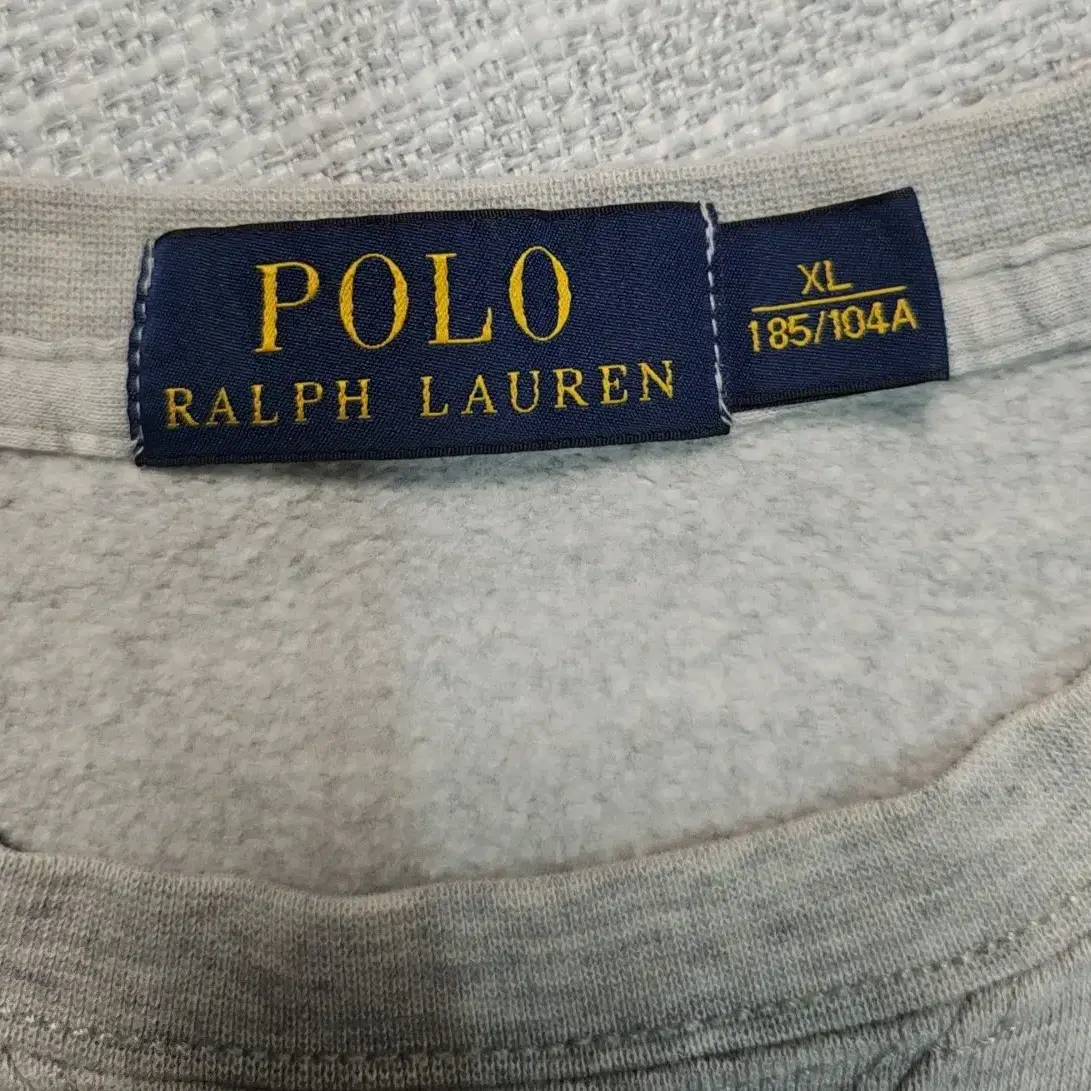 POLO
RALPH LAUREN
XL
185/104A